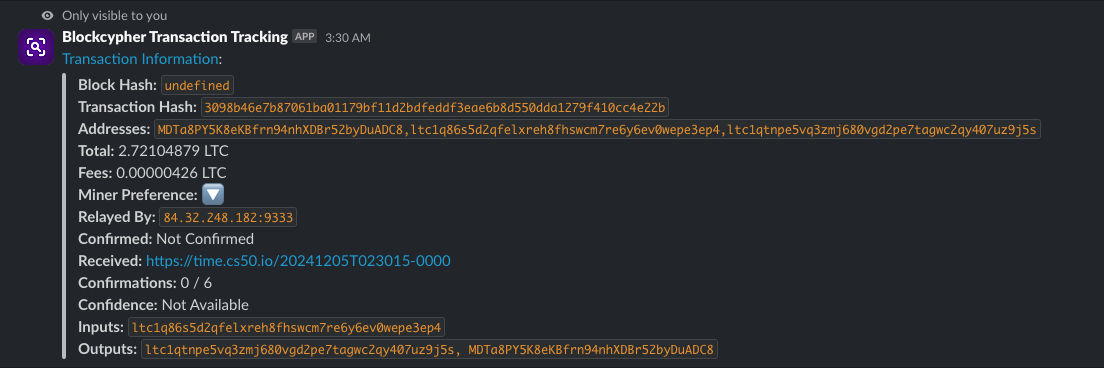 Only visible to you
Blockcypher Transaction Tracking APP 3:30 AM
Transaction Information:
Block Hash: undefined
Transaction Hash: 3098b46e7b87061ba01179bf11d2bdfeddf3eae6b8d550dda1279f410cc4e22b
Addresses: MDTa8PY5K8eKBfrn94nhXDBr52byDuADC8,ltc1q86s5d2qfelxreh8fhswcm7re6y6ev0wepe3ep4,ltc1qtnpe5vq3zmj680vgd2pe7tagwc2qy407uz9j5s
Total: 2.72104879 LTC
Fees: 0.00000426 LTC
Miner Preference: 🔽
Relayed By: 84.32.248.182:9333
Confirmed: Not Confirmed
Received: https://time.cs50.io/20241205T023015-0000
Confirmations: 0 / 6
Confidence: Not Available
Inputs: ltc1q86s5d2qfelxreh8fhswcm7re6y6ev0wepe3ep4
Outputs: ltc1qtnpe5vq3zmj680vgd2pe7tagwc2qy407uz9j5s, MDTa8PY5K8eKBfrn94nhXDBr52byDuADC8